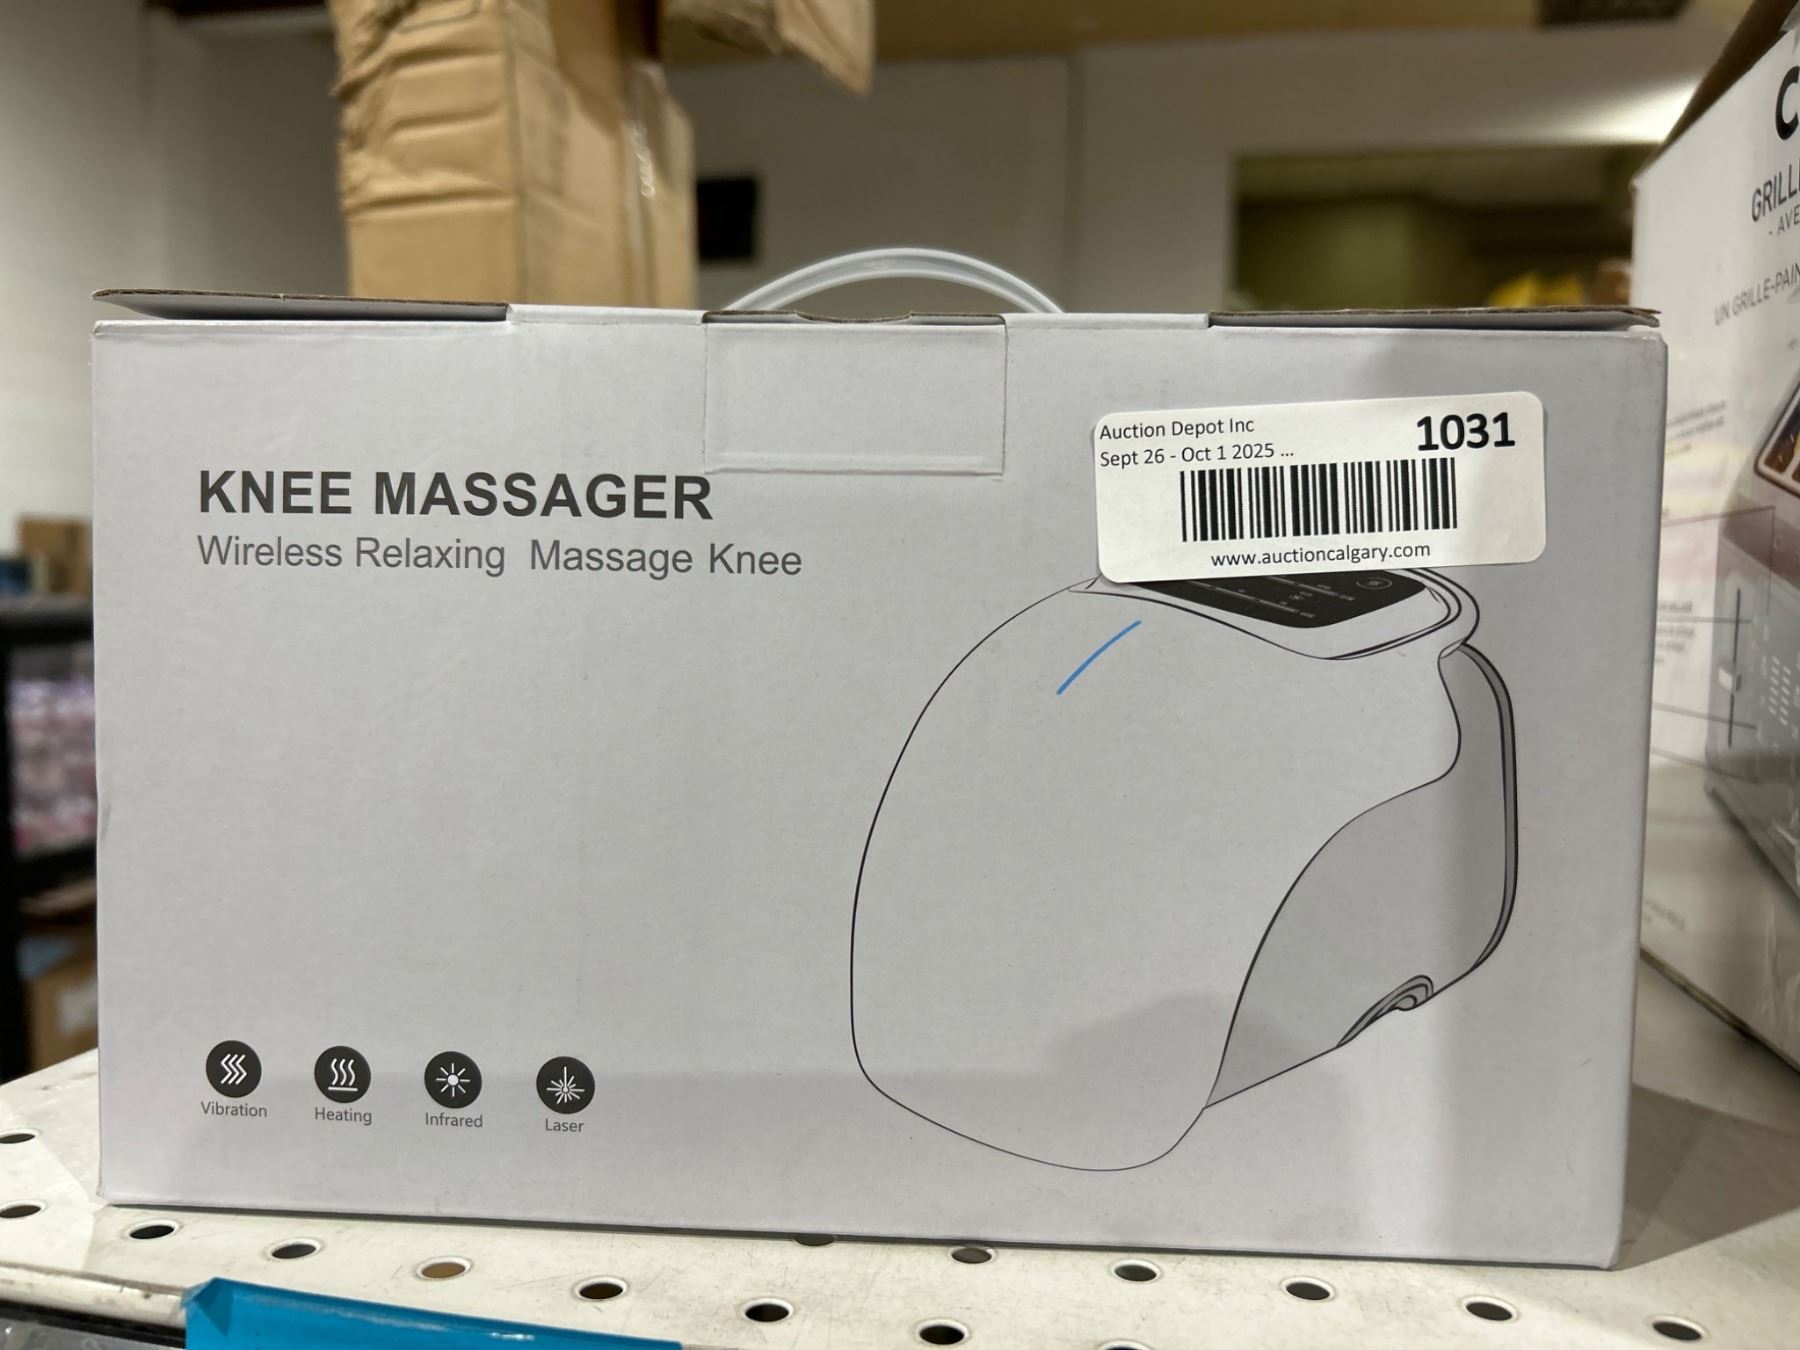 KNEE MASSAGER
Wireless Relaxing Massage Knee
Auction Depot Inc
1031
Sept 26 - Oct 1 2025 ...
www.auctioncalgary.com
Vibration
Heating
Infrared
Laser
C
GRILL
- AVE
UN GRILLE-PAIN